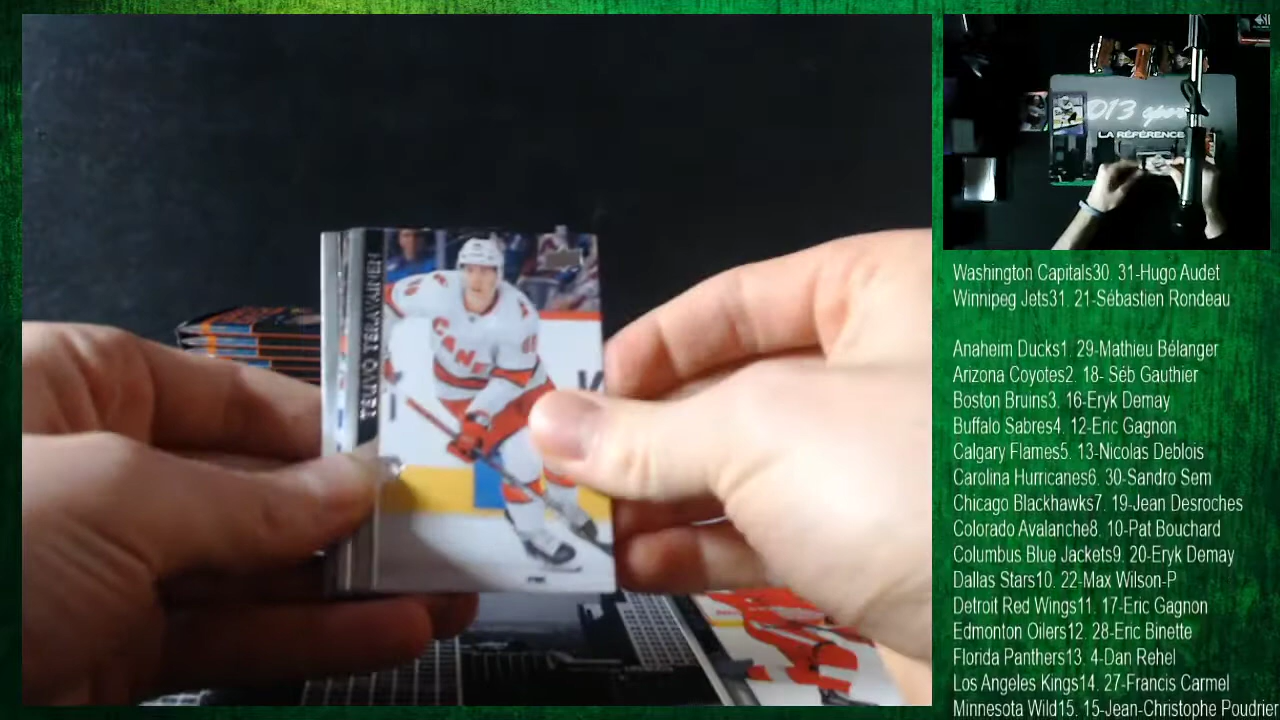 TEUVO TERAVAINEN
CANES
LA RÉFÉRENCE
Washington Capitals30. 31-Hugo Audet
Winnipeg Jets31. 21-Sébastien Rondeau
Anaheim Ducks1. 29-Mathieu Bélanger
Arizona Coyotes2. 18- Séb Gauthier
Boston Bruins3. 16-Eryk Demay
Buffalo Sabres4. 12-Eric Gagnon
Calgary Flames5. 13-Nicolas Deblois
Carolina Hurricanes6. 30-Sandro Sem
Chicago Blackhawks7. 19-Jean Desroches
Colorado Avalanche8. 10-Pat Bouchard
Columbus Blue Jackets9. 20-Eryk Demay
Dallas Stars10. 22-Max Wilson-P
Detroit Red Wings11. 17-Eric Gagnon
Edmonton Oilers12. 28-Eric Binette
Florida Panthers13. 4-Dan Rehel
Los Angeles Kings14. 27-Francis Carmel
Minnesota Wild15. 15-Jean-Christophe Poudrier